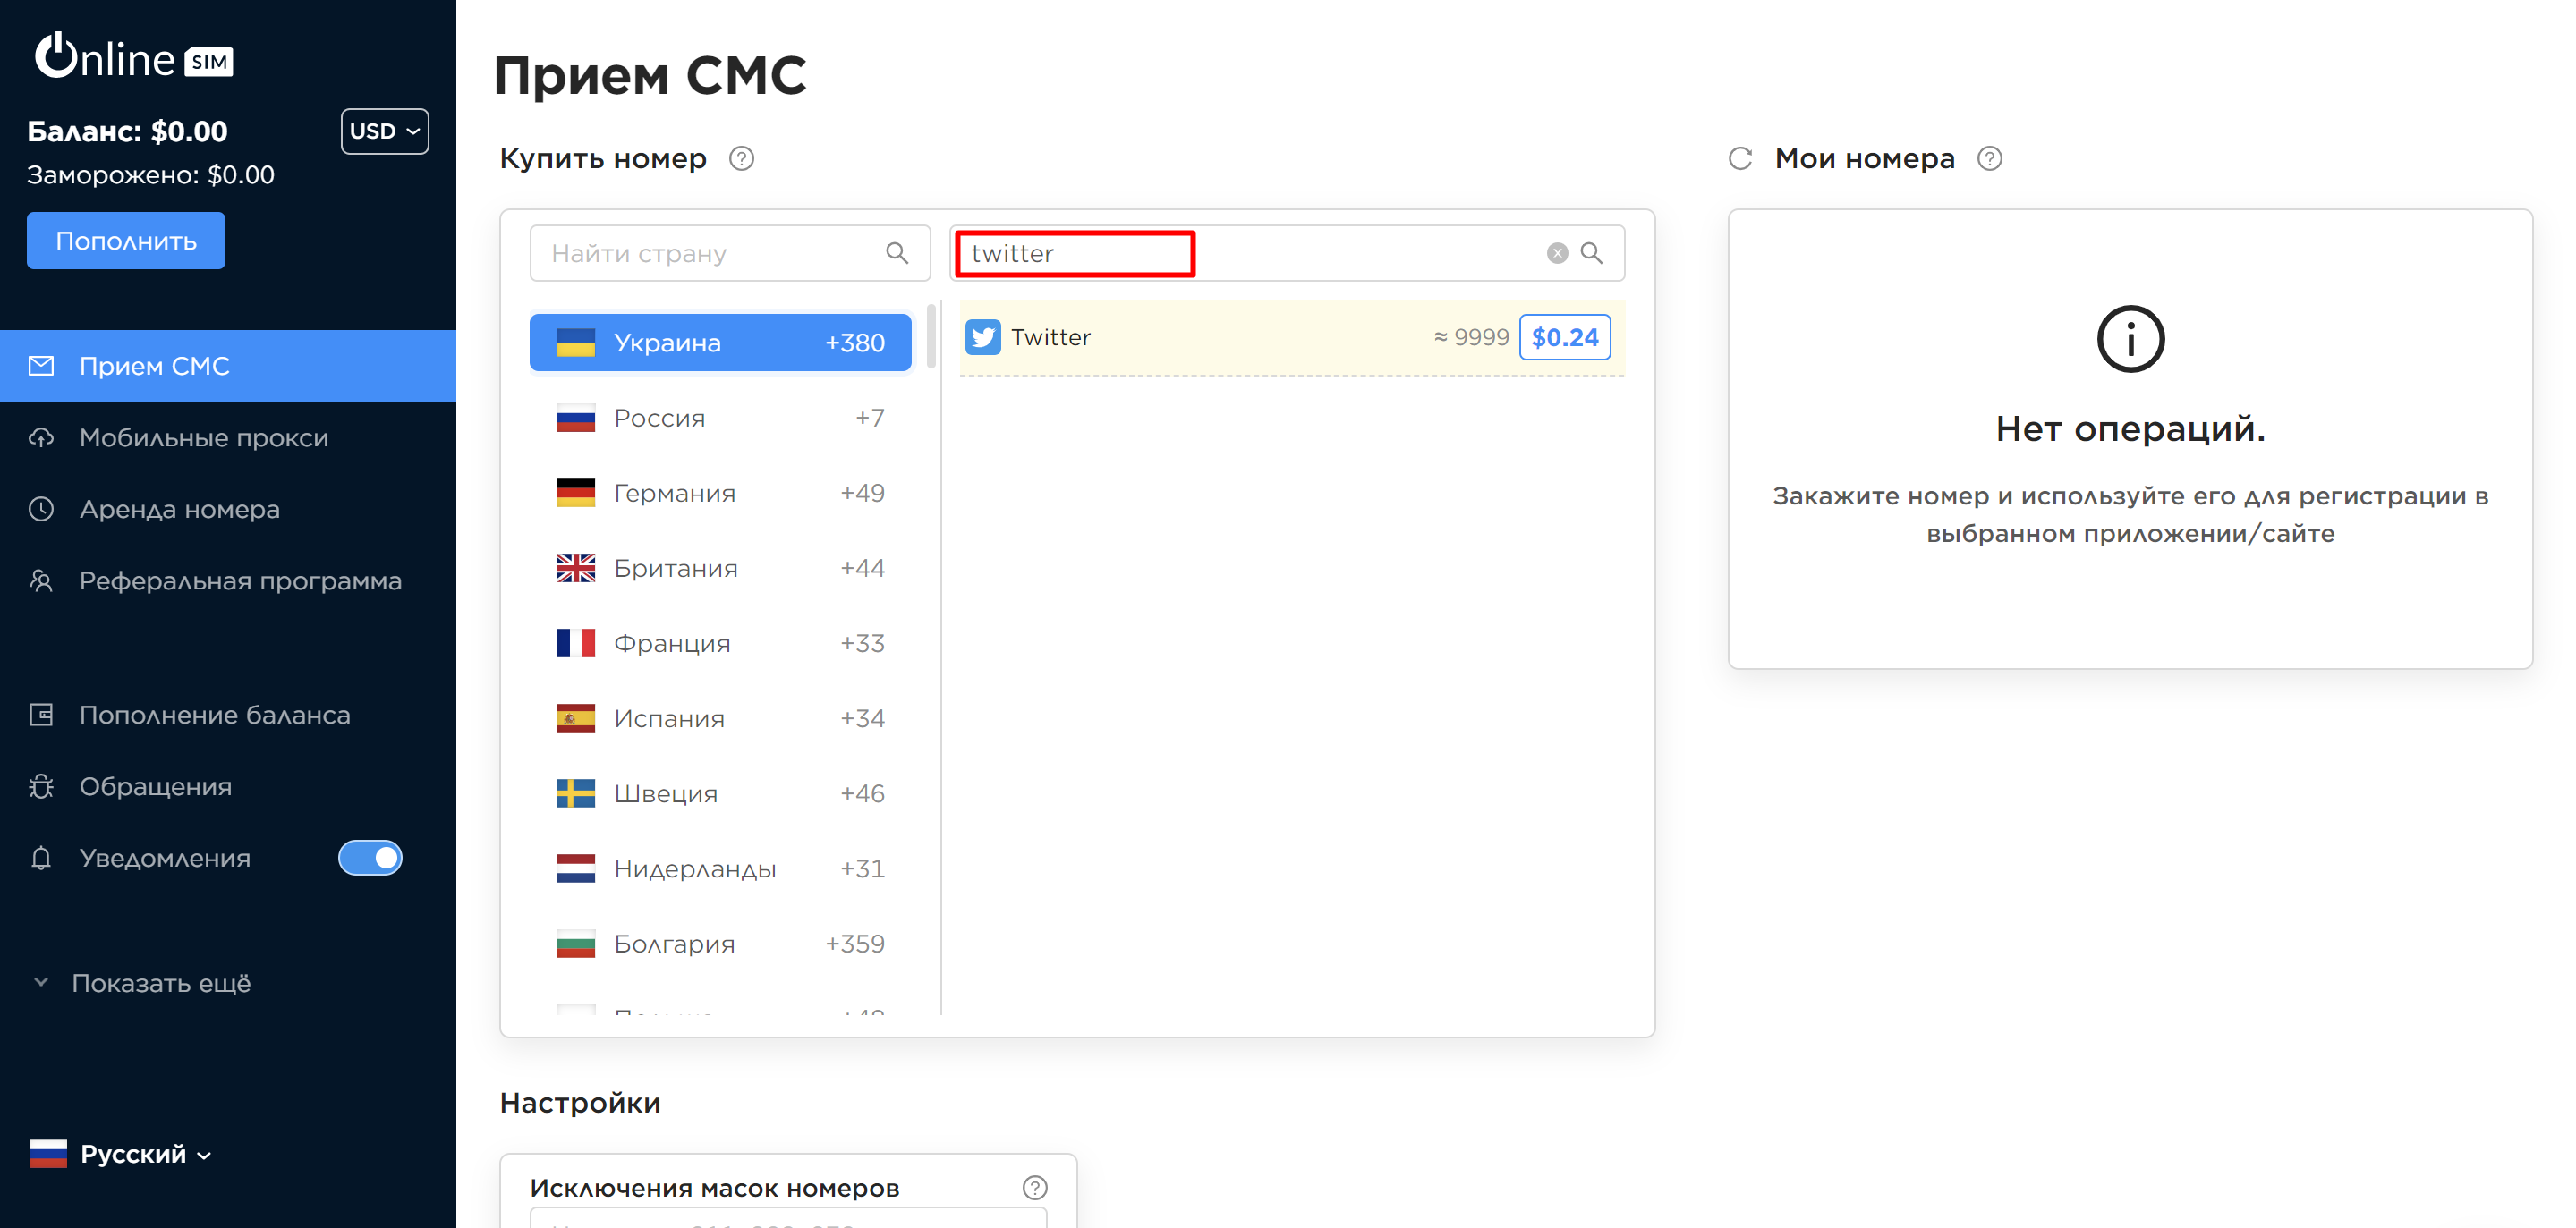 Online SIM
Баланс: $0.00
USD
Заморожено: $0.00
Пополнить
Прием СМС
Мобильные прокси
Аренда номера
Реферальная программа
Пополнение баланса
Обращения
Уведомления
Показать ещё
Русский
Прием СМС
Купить номер
Найти страну
twitter
Украина +380
Россия +7
Германия +49
Британия +44
Франция +33
Испания +34
Швеция +46
Нидерланды +31
Болгария +359
Twitter ≈ 9999 $0.24
Настройки
Исключения масок номеров
Мои номера
Нет операций.
Закажите номер и используйте его для регистрации в
выбранном приложении/сайте